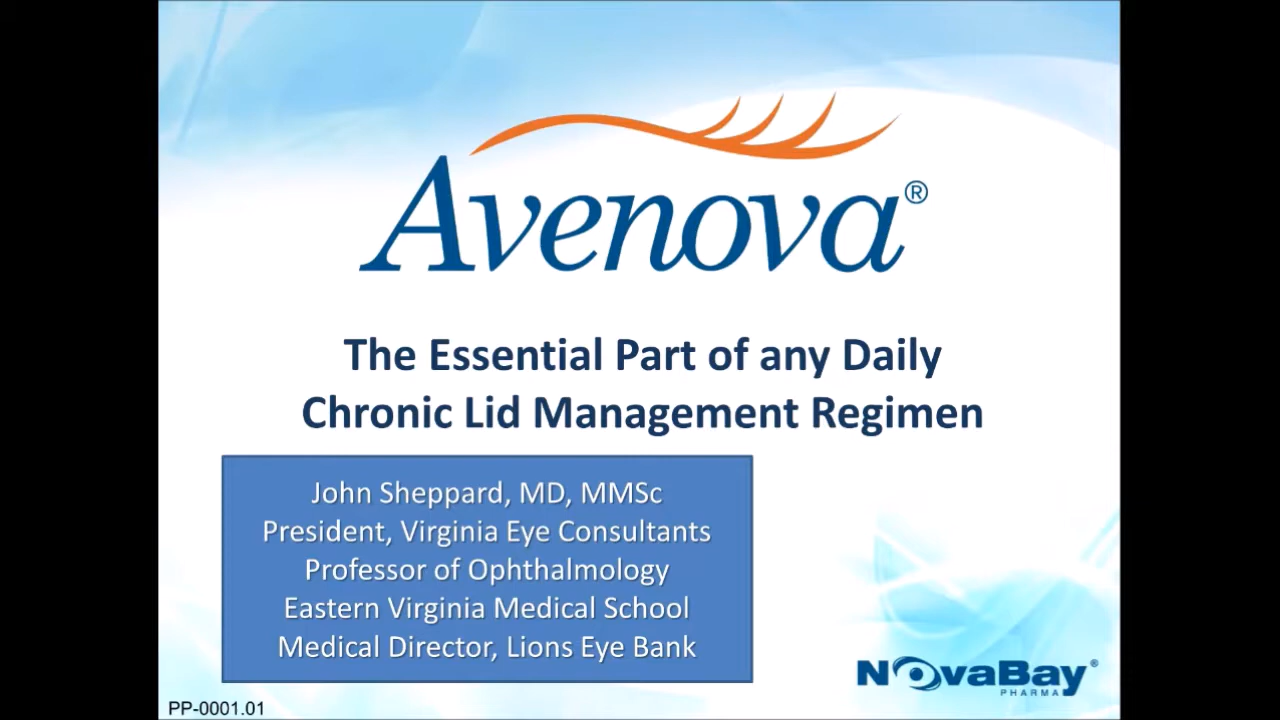 Avenova®
The Essential Part of any Daily
Chronic Lid Management Regimen
John Sheppard, MD, MMSc
President, Virginia Eye Consultants
Professor of Ophthalmology
Eastern Virginia Medical School
Medical Director, Lions Eye Bank
NovaBay®
PHARMA
PP-0001.01